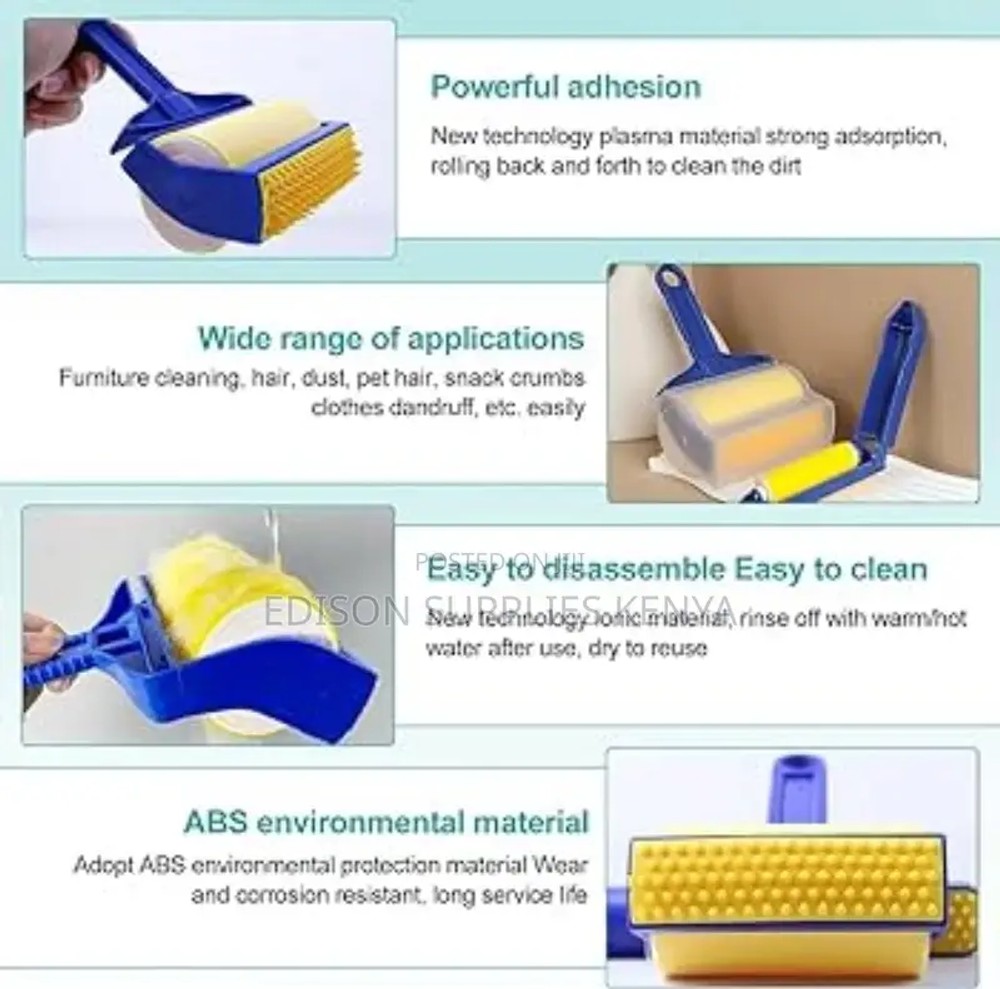 Powerful adhesion
New technology plasma material strong adsorption,
rolling back and forth to clean the dirt
Wide range of applications
Furniture cleaning, hair, dust, pet hair, snack crumbs
clothes dandruff, etc. easily
POSTED ON JIJI
Easy to disassemble Easy to clean
EDISON SUPPLIES KENYA
New technology ionic material, rinse off with warm/hot
water after use, dry to reuse
ABS environmental material
Adopt ABS environmental protection material Wear
and corrosion resistant, long service life